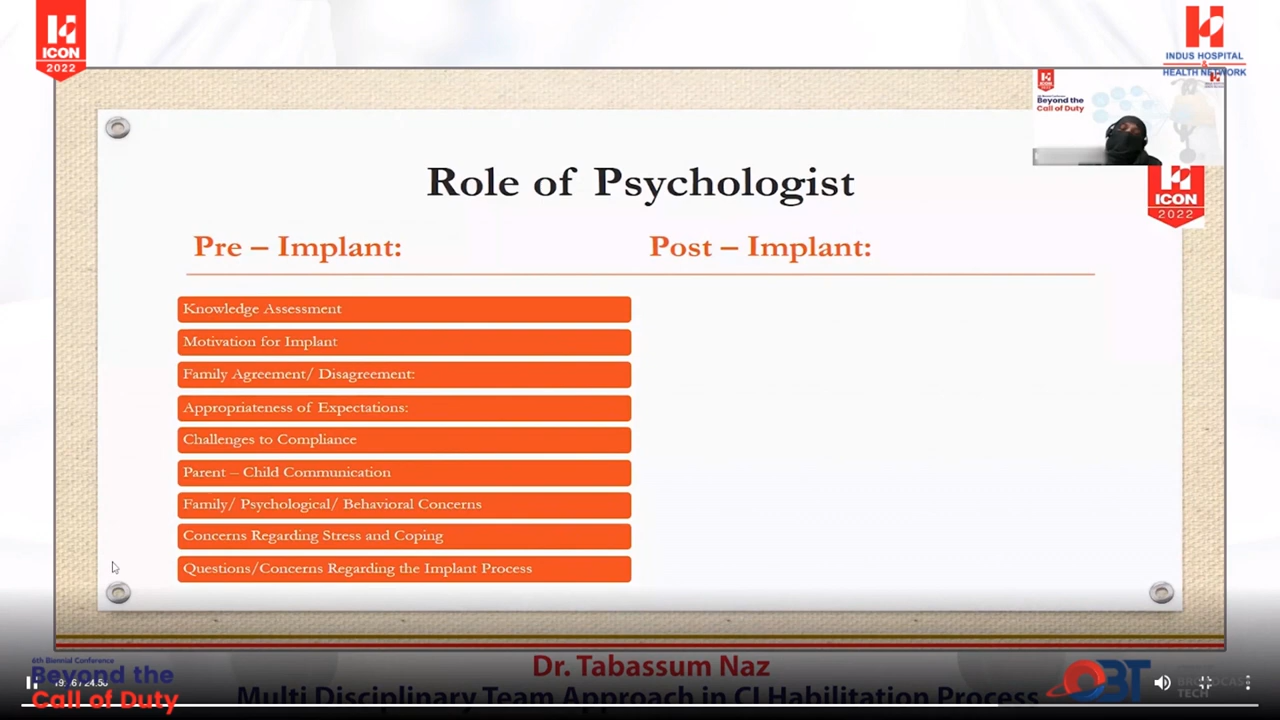 ICON
2022
INDUS HOSPITAL
&
HEALTH NETWORK
Beyond the
Call of Duty
ICON
2022
Role of Psychologist
Pre – Implant:
Post – Implant:
Knowledge Assessment
Motivation for Implant
Family Agreement/ Disagreement:
Appropriateness of Expectations:
Challenges to Compliance
Parent – Child Communication
Family/ Psychological/ Behavioral Concerns
Concerns Regarding Stress and Coping
Questions/Concerns Regarding the Implant Process
6th Biennial Conference
Beyond the
Call of Duty
Dr. Tabassum Naz
Multi Disciplinary Team Approach in CI Habilitation Process
OBT
BROADCAST
TECH